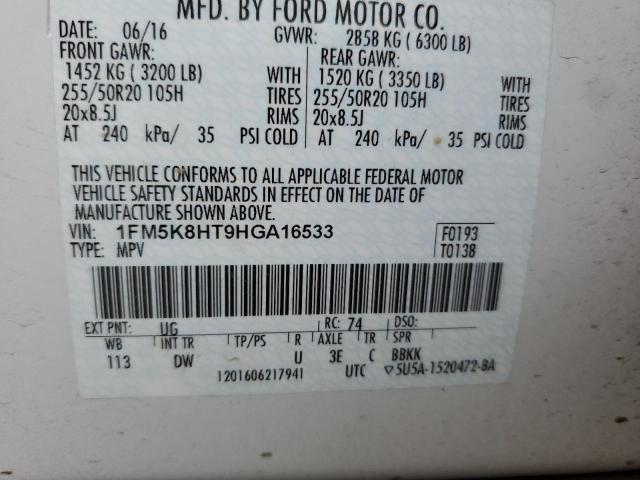 MFD. BY FORD MOTOR CO.
DATE: 06/16 GVWR: 2858 KG ( 6300 LB)
FRONT GAWR: REAR GAWR:
1452 KG ( 3200 LB) WITH 1520 KG ( 3350 LB) WITH
255/50R20 105H TIRES 255/50R20 105H TIRES
20x8.5J RIMS 20x8.5J RIMS
AT 240 kPa/ 35 PSI COLD AT 240 kPa/ 35 PSI COLD
THIS VEHICLE CONFORMS TO ALL APPLICABLE FEDERAL MOTOR
VEHICLE SAFETY STANDARDS IN EFFECT ON THE DATE OF
MANUFACTURE SHOWN ABOVE.
VIN: 1FM5K8HT9HGA16533 F0193
TYPE: MPV T0138
EXT PNT: UG RC: 74 DSO:
WB INT TR TP/PS R AXLE TR SPR
113 DW U 3E C BBKK
1201606217941 UTC ▽5U5A-1520472-BA